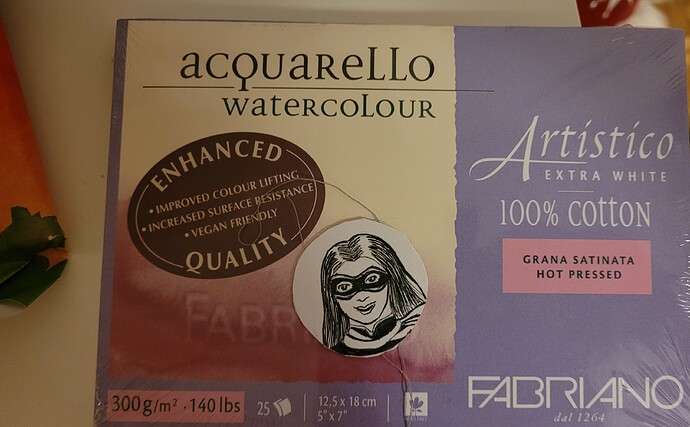 acquarello
watercolour
ENHANCED
• IMPROVED COLOUR LIFTING
• INCREASED SURFACE RESISTANCE
• VEGAN FRIENDLY
QUALITY
Artistico
EXTRA WHITE
100% COTTON
GRANA SATINATA
HOT PRESSED
FABRI
300g/m² · 140 lbs
25
12,5 x 18 cm
5" x 7"
FABRIANO
dal 1264